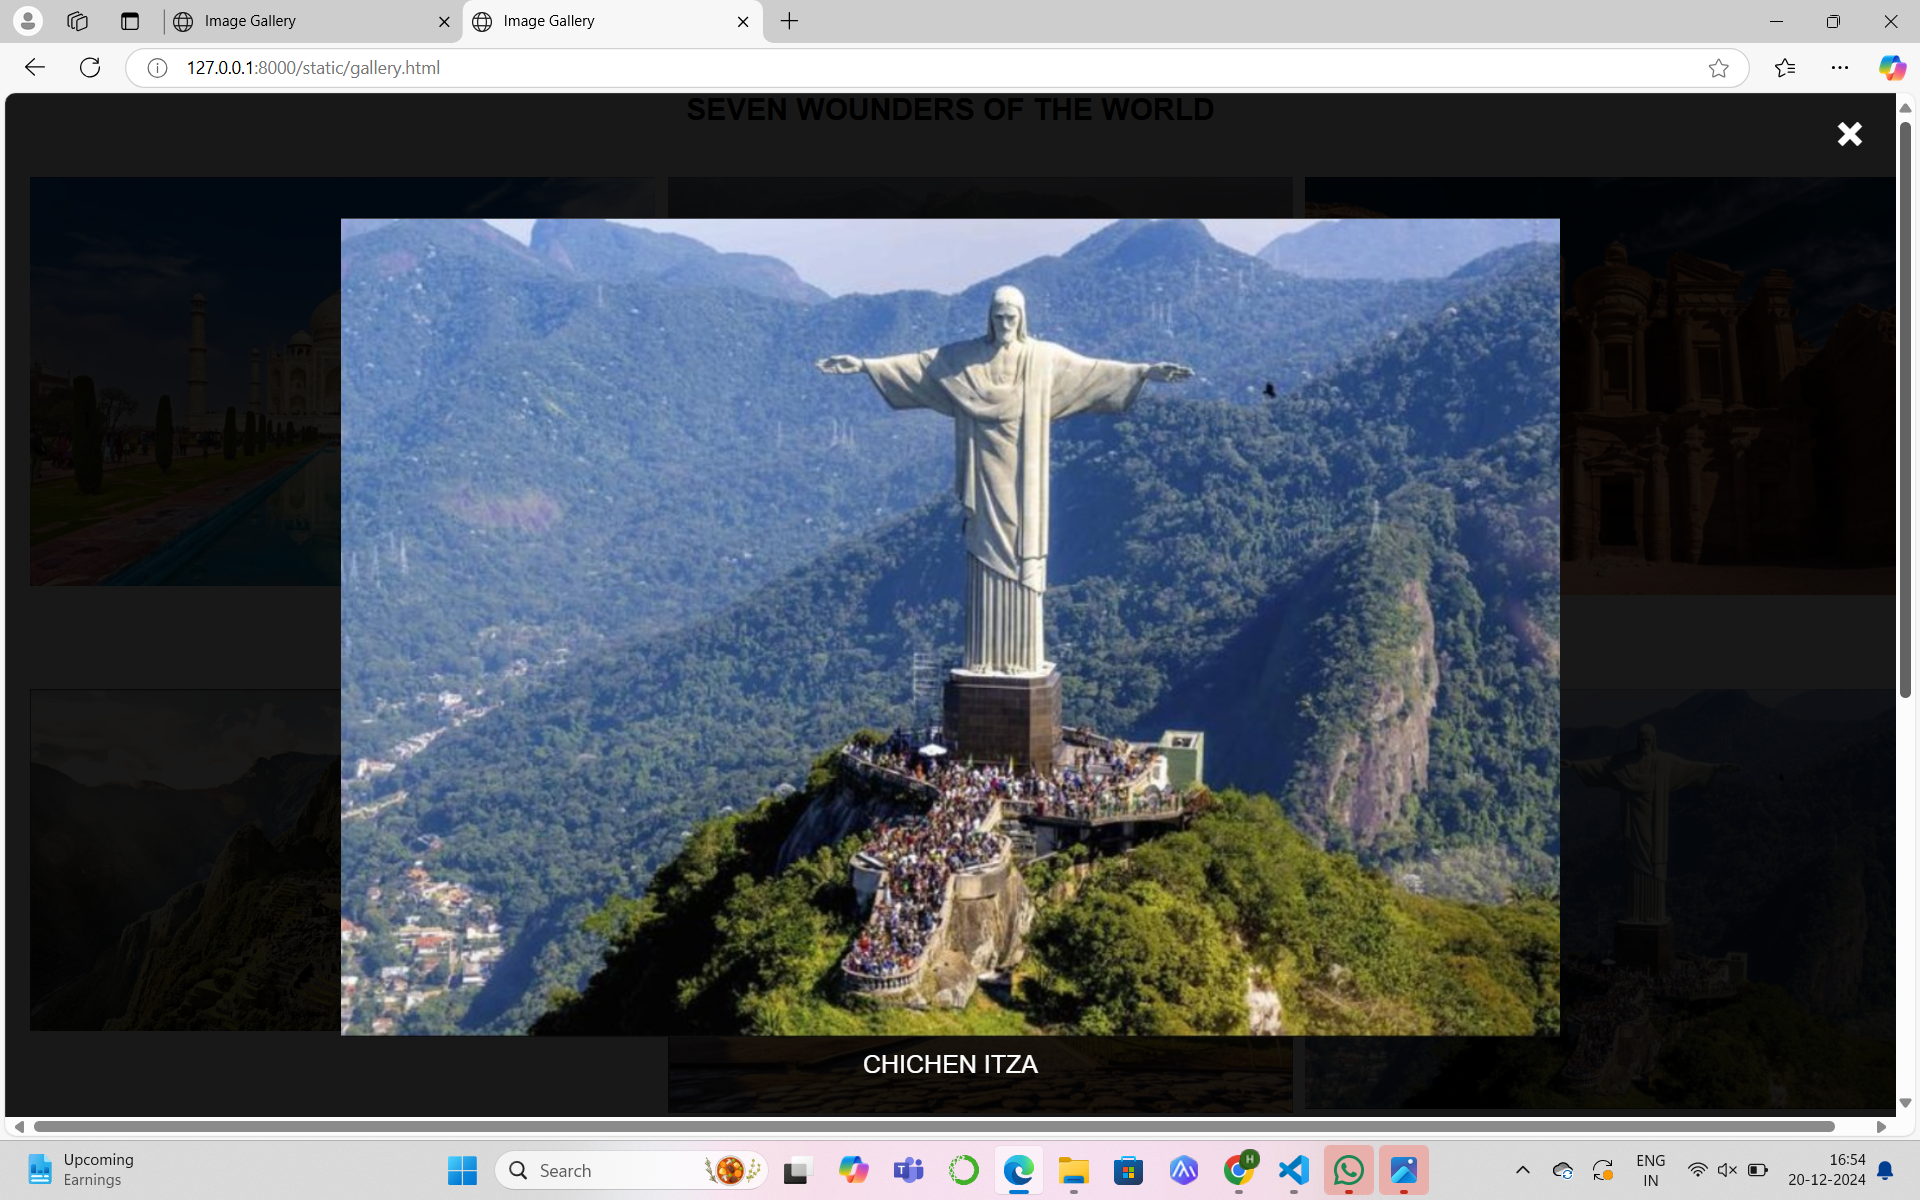 Image Gallery
Image Gallery
127.0.0.1:8000/static/gallery.html
SEVEN WOUNDERS OF THE WORLD
CHICHEN ITZA
Upcoming
Earnings
Search
H
ENG
IN
16:54
20-12-2024